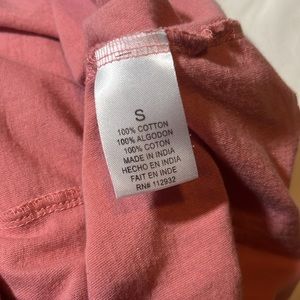 S
100% COTTON
100% ALGODON
100% COTON
MADE IN INDIA
HECHO EN INDIA
FAIT EN INDE
RN# 112932